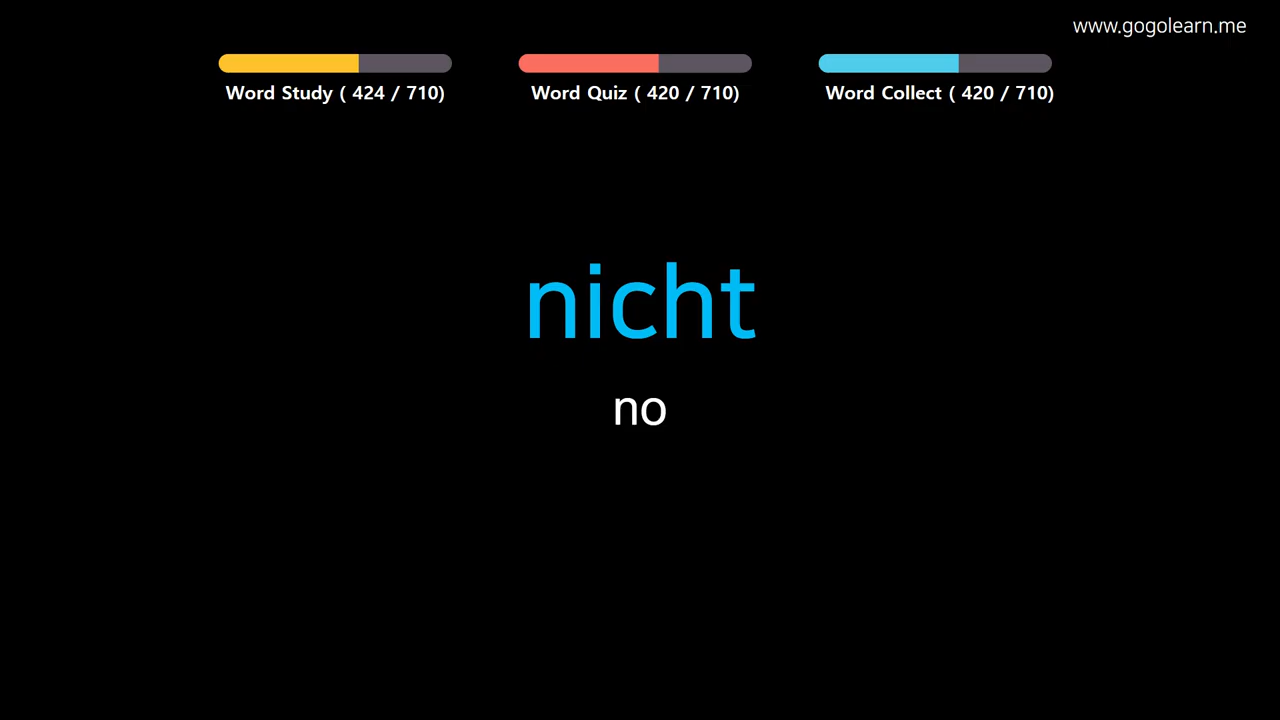 www.gogolearn.me
Word Study ( 424 / 710)
Word Quiz ( 420 / 710)
Word Collect ( 420 / 710)
nicht
no